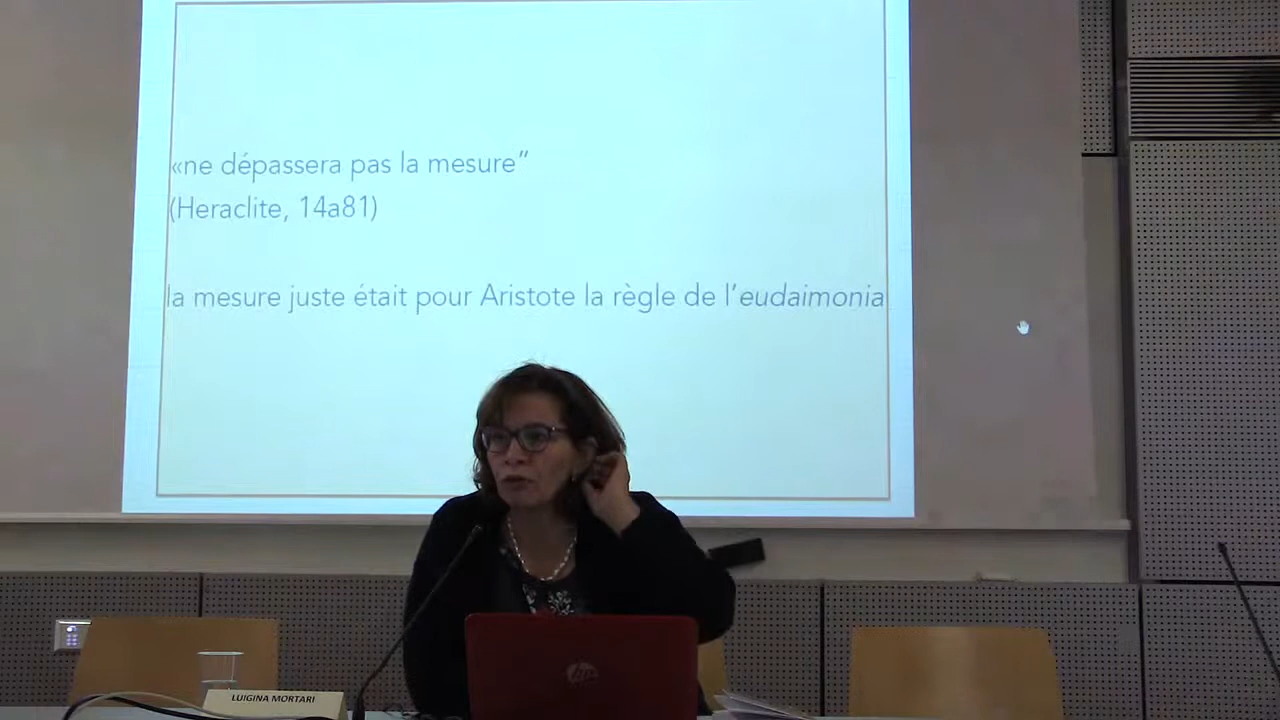 «ne dépassera pas la mesure”
(Heraclite, 14a81)
la mesure juste était pour Aristote la règle de l’eudaimonia
LUIGINA MORTARI
hp